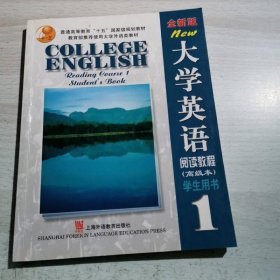 普通高等教育“十五”国家级规划教材
教育部推荐使用大学外语类教材
COLLEGE
ENGLISH
Reading Course 1
Student's Book
上海外语教育出版社
SHANGHAI FOREIGN LANGUAGE EDUCATION PRESS
全新版
New
大学英语
阅读教程
(高级本)
学生用书
1